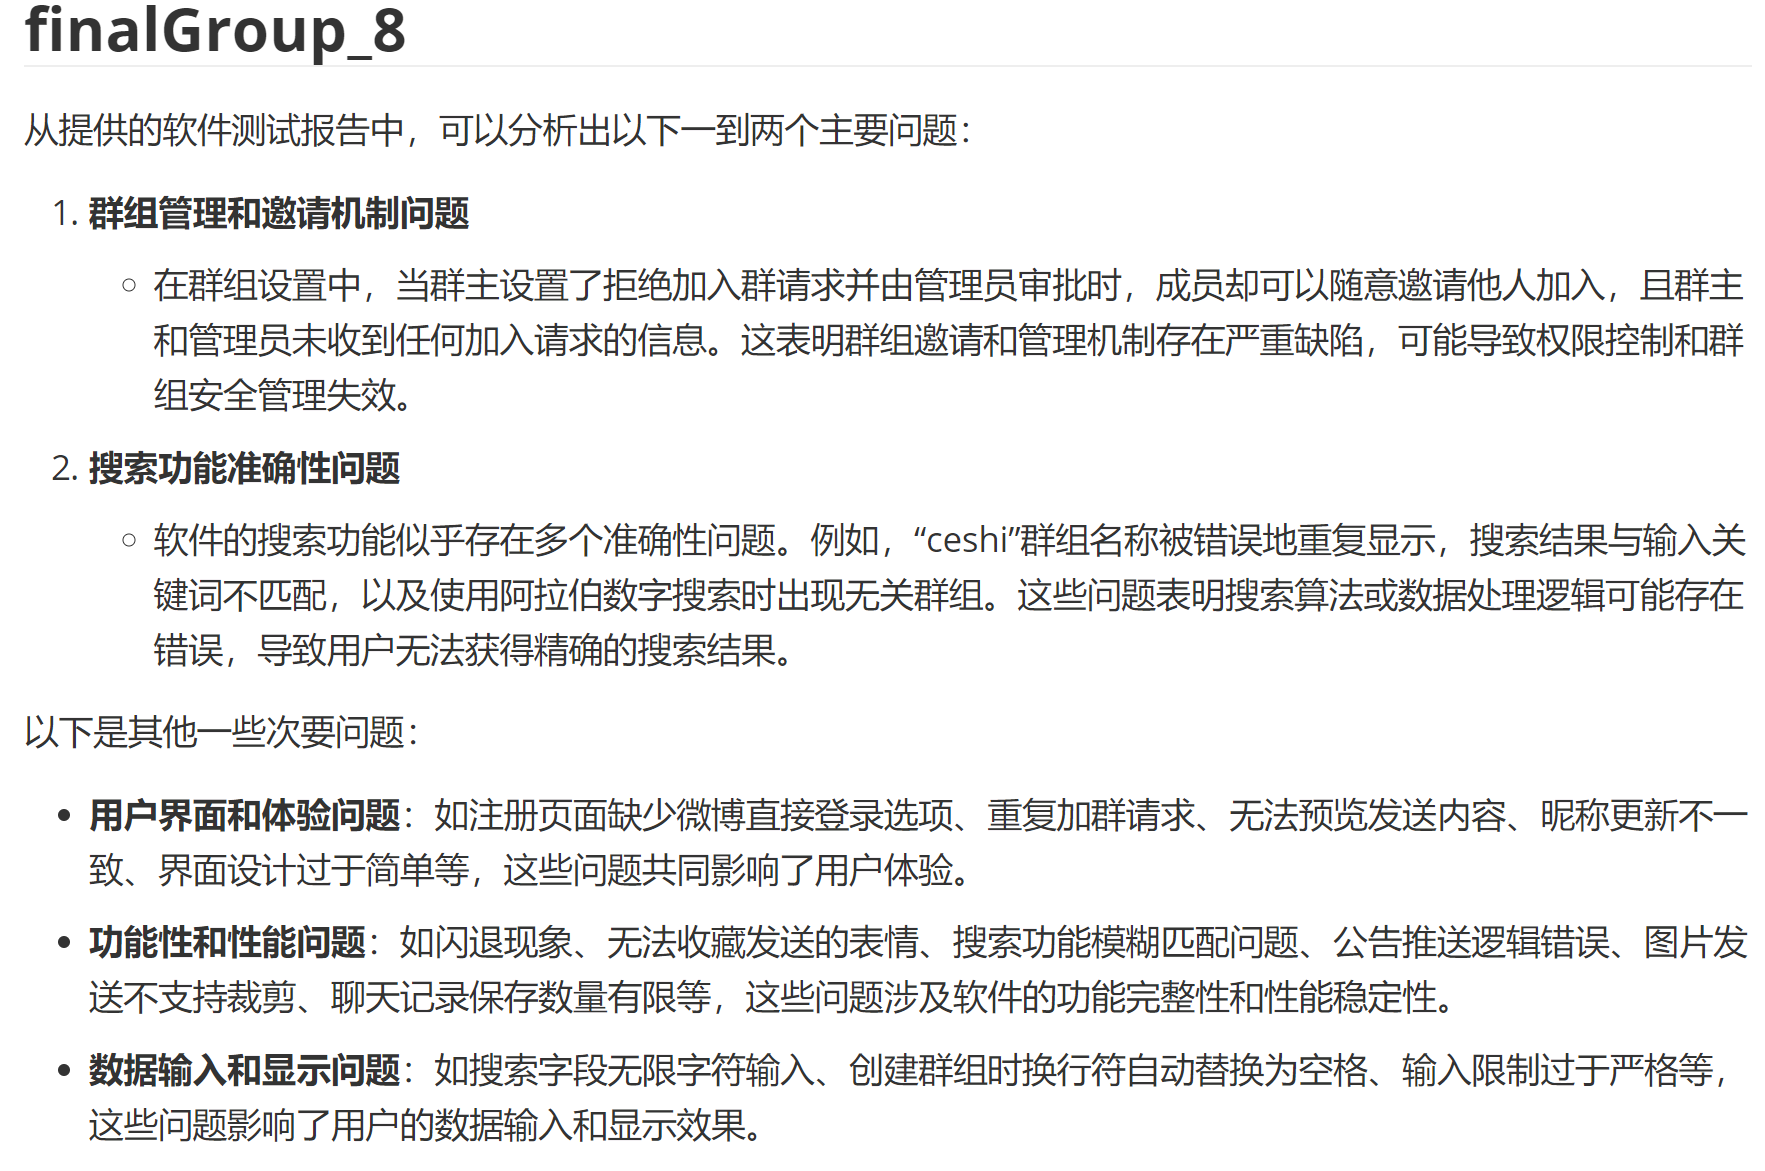 finalGroup_8
从提供的软件测试报告中，可以分析出以下一到两个主要问题：
1. 群组管理和邀请机制问题
○ 在群组设置中，当群主设置了拒绝加入群请求并由管理员审批时，成员却可以随意邀请他人加入，且群主
和管理员未收到任何加入请求的信息。这表明群组邀请和管理机制存在严重缺陷，可能导致权限控制和群
组安全管理失效。
2. 搜索功能准确性问题
○ 软件的搜索功能似乎存在多个准确性问题。例如，“ceshi”群组名称被错误地重复显示，搜索结果与输入关
键词不匹配，以及使用阿拉伯数字搜索时出现无关群组。这些问题表明搜索算法或数据处理逻辑可能存在
错误，导致用户无法获得精确的搜索结果。
以下是其他一些次要问题：
• 用户界面和体验问题：如注册页面缺少微博直接登录选项、重复加群请求、无法预览发送内容、昵称更新不一
致、界面设计过于简单等，这些问题共同影响了用户体验。
• 功能性和性能问题：如闪退现象、无法收藏发送的表情、搜索功能模糊匹配问题、公告推送逻辑错误、图片发
送不支持裁剪、聊天记录保存数量有限等，这些问题涉及软件的功能完整性和性能稳定性。
• 数据输入和显示问题：如搜索字段无限字符输入、创建群组时换行符自动替换为空格、输入限制过于严格等，
这些问题影响了用户的数据输入和显示效果。